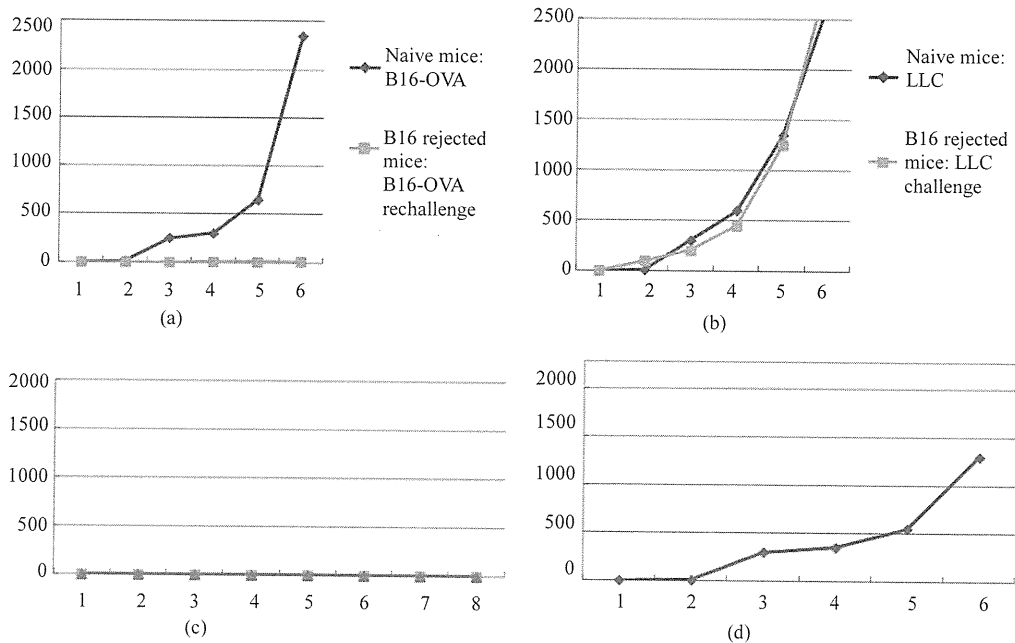 2500
2000
1500
1000
500
0
1 2 3 4 5 6
(a)
Naive mice:
B16-OVA
B16 rejected
mice:
B16-OVA
rechallenge
2500
2000
1500
1000
500
0
1 2 3 4 5 6
(b)
Naive mice:
LLC
B16 rejected
mice: LLC
challenge
2000
1500
1000
500
0
1 2 3 4 5 6 7 8
(c)
2000
1500
1000
500
0
1 2 3 4 5 6
(d)